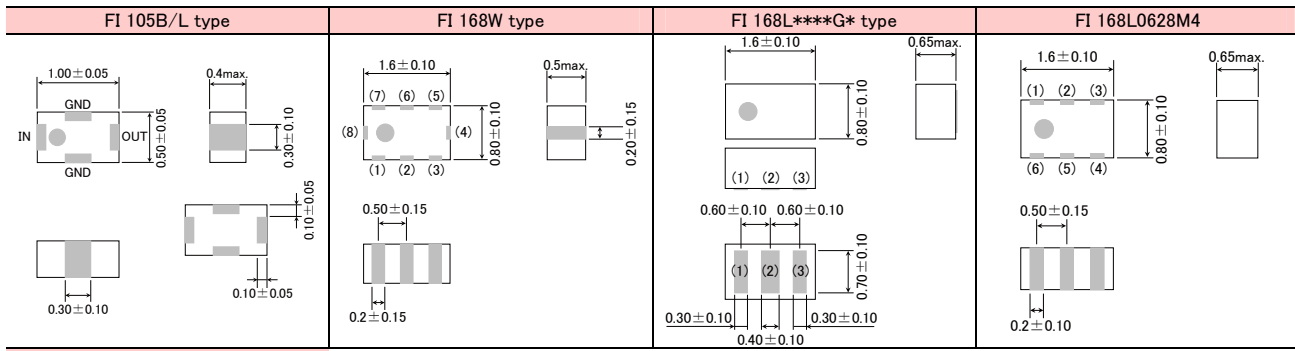 FI 105B/L type
FI 168W type
FI 168L****G* type
FI 168L0628M4
1.00±0.05
0.4max.
GND
IN
OUT
GND
0.50±0.05
0.30±0.10
0.10±0.05
0.10±0.05
0.30±0.10
1.6±0.10
0.5max.
(7) (6) (5)
(8)
(4)
(1) (2) (3)
0.80±0.10
0.20±0.15
0.50±0.15
0.2±0.15
1.6±0.10
0.65max.
0.80±0.10
(1) (2) (3)
0.60±0.10 0.60±0.10
(1) (2) (3)
0.70±0.10
0.30±0.10
0.30±0.10
0.40±0.10
1.6±0.10
0.65max.
(1) (2) (3)
(6) (5) (4)
0.80±0.10
0.50±0.15
0.2±0.10